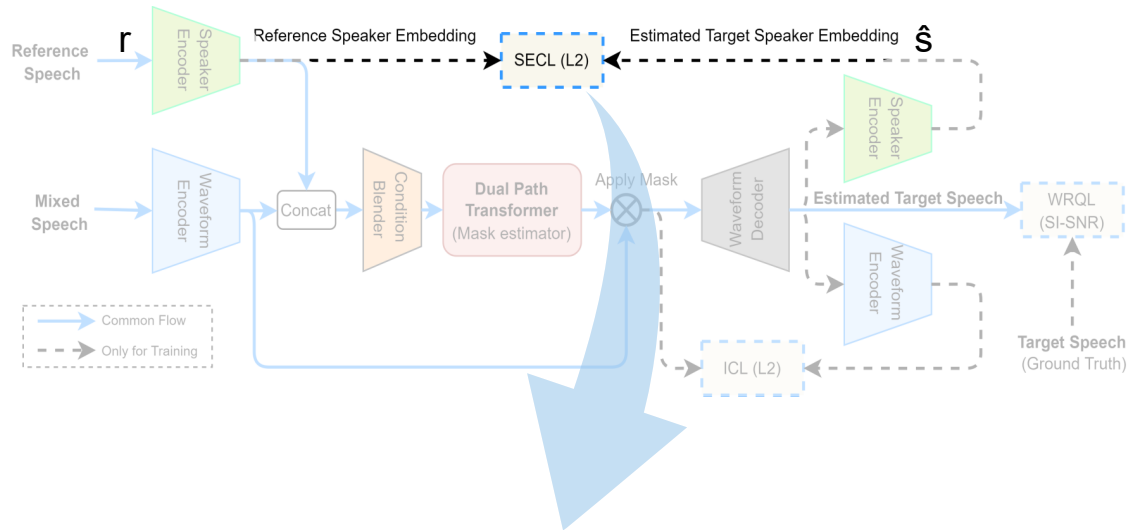 r
Reference Speaker Embedding
Estimated Target Speaker Embedding
ŝ
Reference
Speech
Speaker
Encoder
SECL (L2)
Speaker
Encoder
Mixed
Speech
Waveform
Encoder
Concat
Condition
Blender
Dual Path
Transformer
(Mask estimator)
Apply Mask
Waveform
Decoder
Estimated Target Speech
WRQL
(SI-SNR)
Waveform
Encoder
Common Flow
Only for Training
ICL (L2)
Target Speech
(Ground Truth)